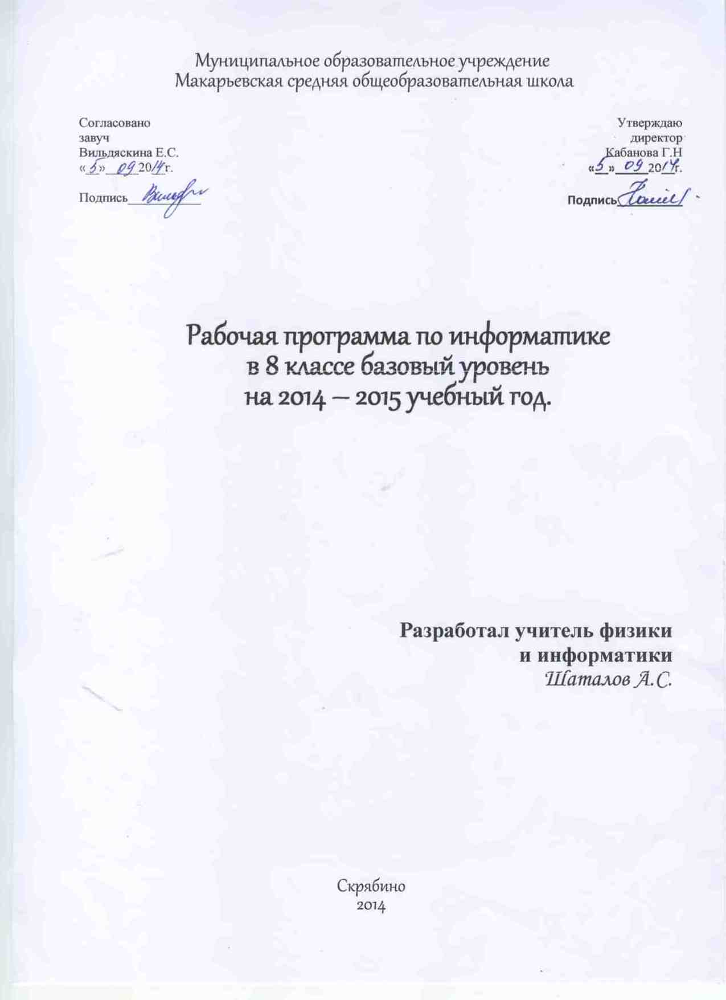 Муниципальное образовательное учреждение
Макарьевская средняя общеобразовательная школа
Согласовано
завуч
Вильдяскина Е.С.
«5» 09 2014г.
Подпись
Утверждаю
директор
Кабанова Г.Н
«5» 09 2014г.
Подпись
Рабочая программа по информатике
в 8 классе базовый уровень
на 2014 – 2015 учебный год.
Разработал учитель физики
и информатики
Шаталов А.С.
Скрябино
2014